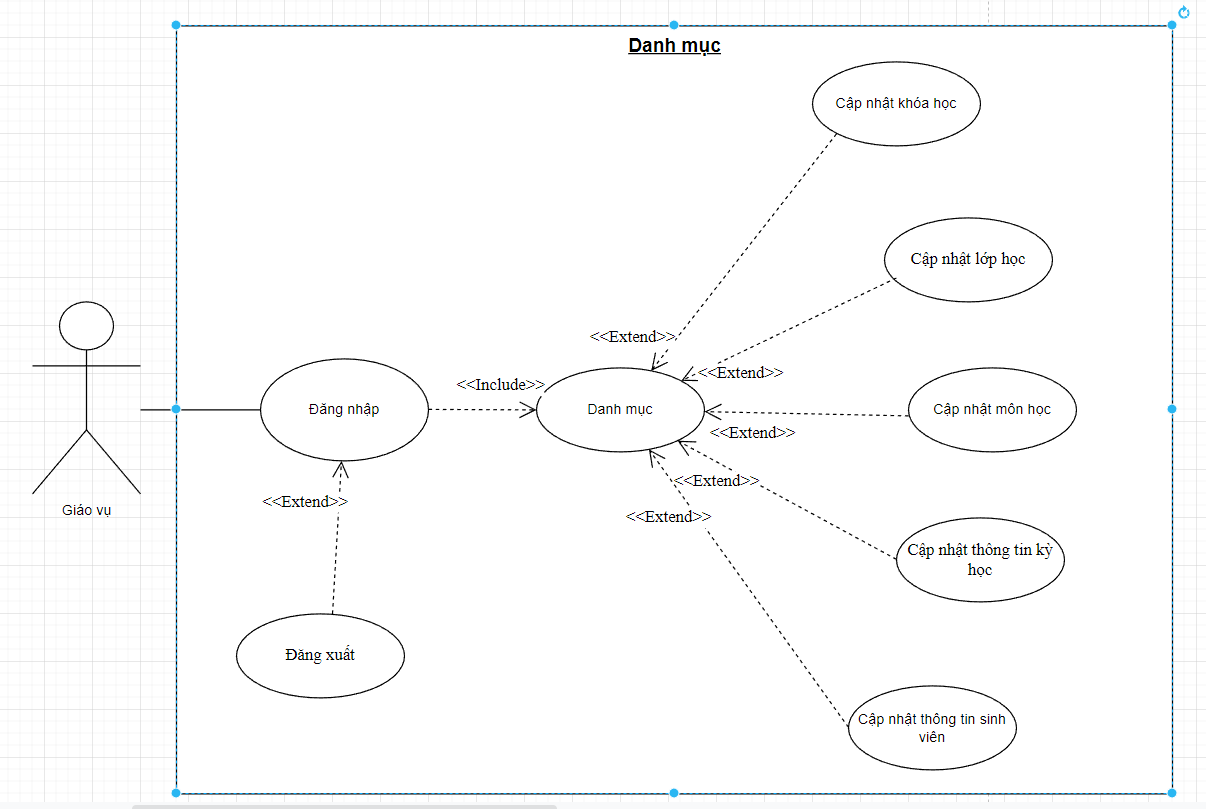 Danh mục
Cập nhật khóa học
Cập nhật lớp học
<<Extend>>
<<Extend>>
<<Include>>
Đăng nhập
Danh mục
Cập nhật môn học
<<Extend>>
<<Extend>>
<<Extend>>
Giáo vụ
<<Extend>>
Cập nhật thông tin kỳ
học
Đăng xuất
Cập nhật thông tin sinh
viên